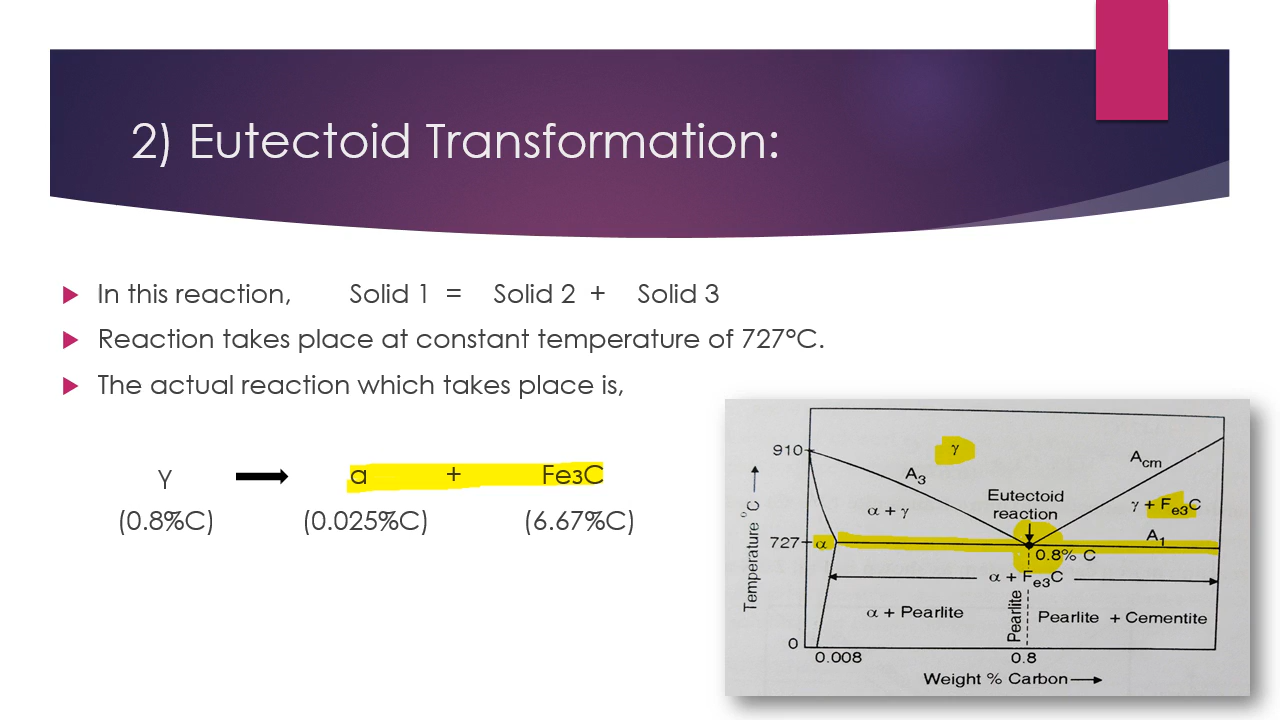 2) Eutectoid Transformation:
In this reaction, Solid 1 = Solid 2 + Solid 3
Reaction takes place at constant temperature of 727°C.
The actual reaction which takes place is,
γ α + Fe3C
(0.8%C) (0.025%C) (6.67%C)
910
γ
A3
Acm
Eutectoid
reaction
α + γ
γ + Fe3C
Temperature °C
727
α
A1
0.8% C
α + Fe3C
α + Pearlite
Pearlite
Pearlite + Cementite
0
0.008
0.8
Weight % Carbon